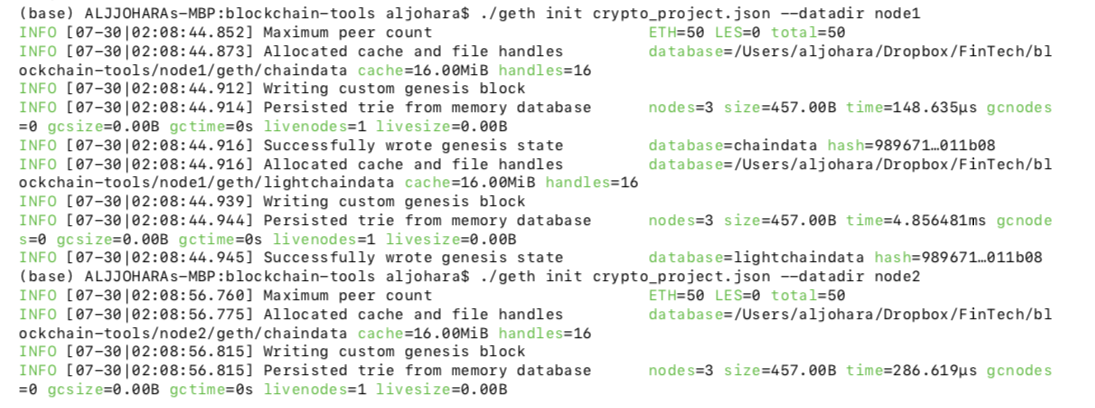 (base) ALJJOHARAs-MBP:blockchain-tools aljohara$ ./geth init crypto_project.json --datadir node1
INFO [07-30|02:08:44.852] Maximum peer count                       ETH=50 LES=0 total=50
INFO [07-30|02:08:44.873] Allocated cache and file handles         database=/Users/aljohara/Dropbox/FinTech/bl
ockchain-tools/node1/geth/chaindata cache=16.00MiB handles=16
INFO [07-30|02:08:44.912] Writing custom genesis block
INFO [07-30|02:08:44.914] Persisted trie from memory database      nodes=3 size=457.00B time=148.635µs gcnodes
=0 gcsize=0.00B gctime=0s livenodes=1 livesize=0.00B
INFO [07-30|02:08:44.916] Successfully wrote genesis state         database=chaindata hash=989671…011b08
INFO [07-30|02:08:44.916] Allocated cache and file handles         database=/Users/aljohara/Dropbox/FinTech/bl
ockchain-tools/node1/geth/lightchaindata cache=16.00MiB handles=16
INFO [07-30|02:08:44.939] Writing custom genesis block
INFO [07-30|02:08:44.944] Persisted trie from memory database      nodes=3 size=457.00B time=4.856481ms gcnode
s=0 gcsize=0.00B gctime=0s livenodes=1 livesize=0.00B
INFO [07-30|02:08:44.945] Successfully wrote genesis state         database=lightchaindata hash=989671…011b08
(base) ALJJOHARAs-MBP:blockchain-tools aljohara$ ./geth init crypto_project.json --datadir node2
INFO [07-30|02:08:56.760] Maximum peer count                       ETH=50 LES=0 total=50
INFO [07-30|02:08:56.775] Allocated cache and file handles         database=/Users/aljohara/Dropbox/FinTech/bl
ockchain-tools/node2/geth/chaindata cache=16.00MiB handles=16
INFO [07-30|02:08:56.815] Writing custom genesis block
INFO [07-30|02:08:56.815] Persisted trie from memory database      nodes=3 size=457.00B time=286.619µs gcnodes
=0 gcsize=0.00B gctime=0s livenodes=1 livesize=0.00B